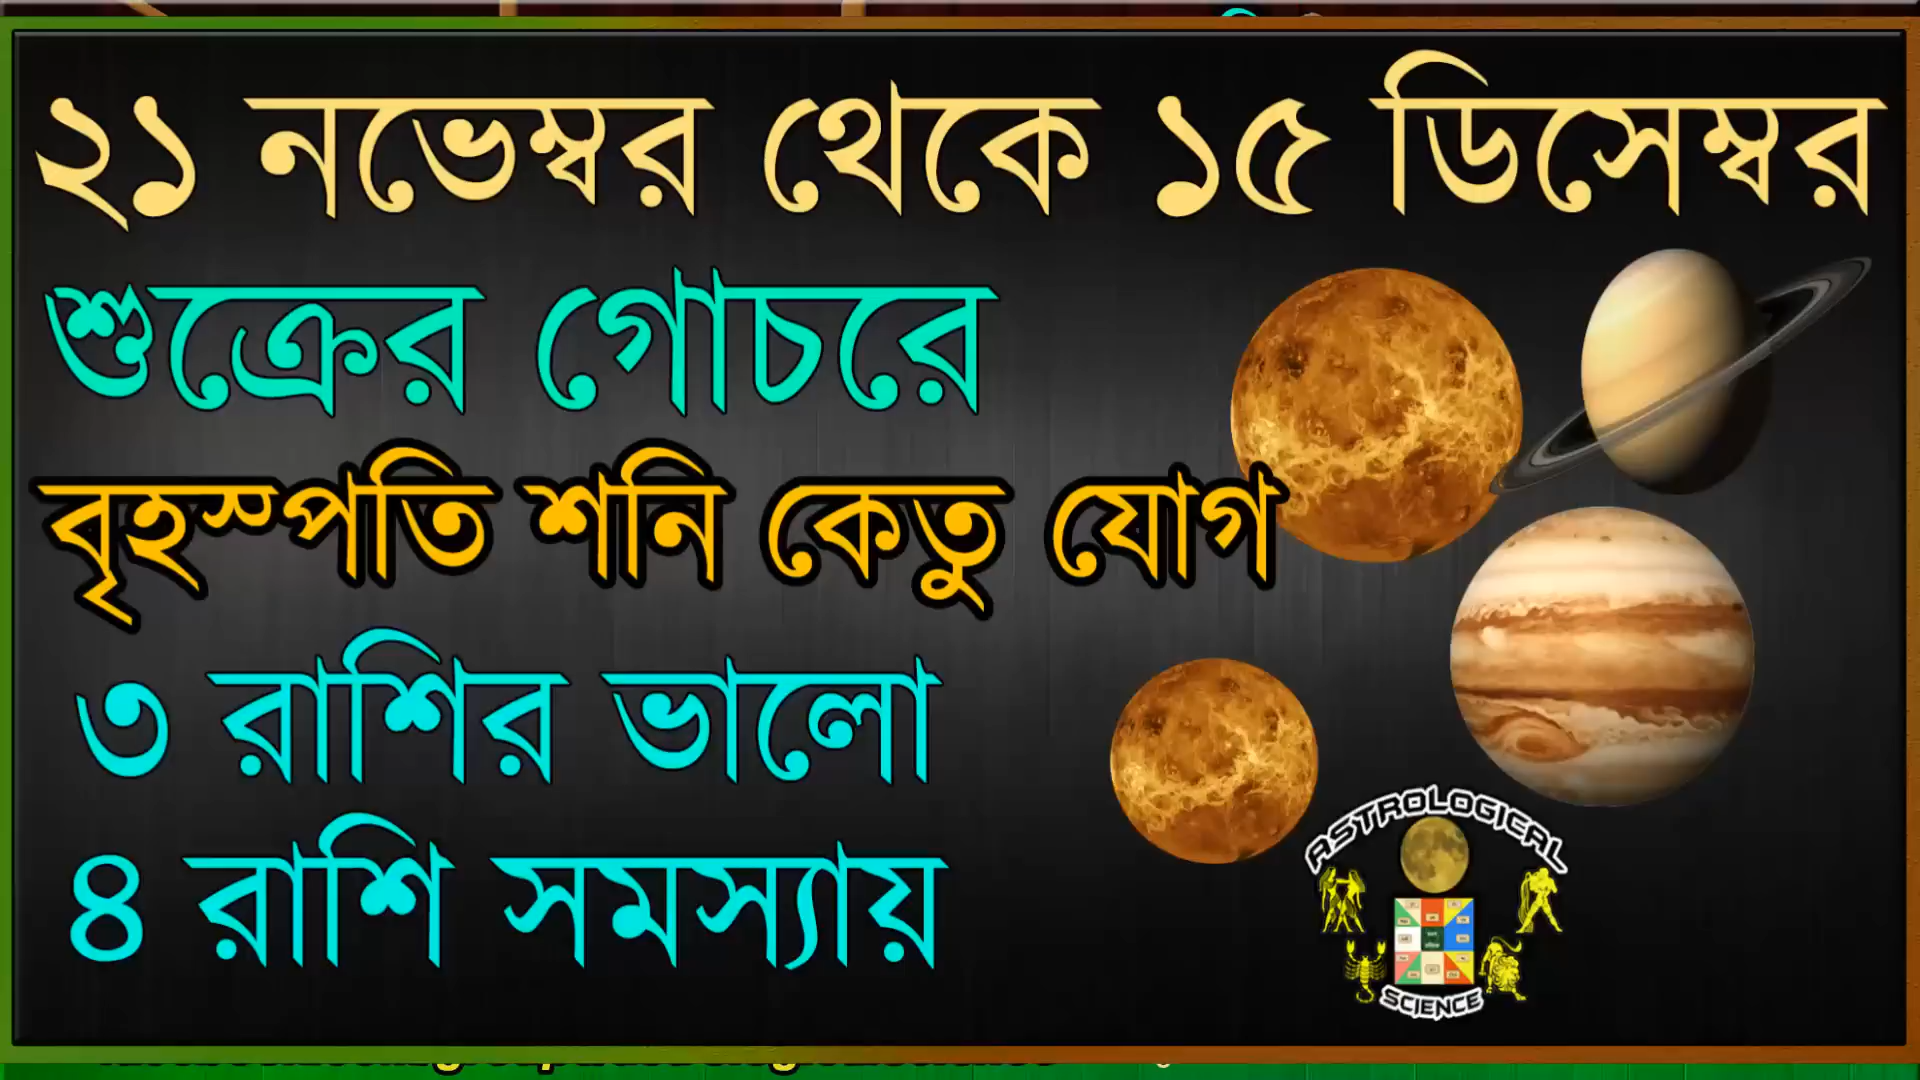 ২১ নভেম্বর থেকে ১৫ ডিসেম্বর
শুক্রের গোচরে
বৃহস্পতি শনি কেতু যোগ
৩ রাশির ভালো
৪ রাশি সমস্যায়
ASTROLOGICAL
SCIENCE